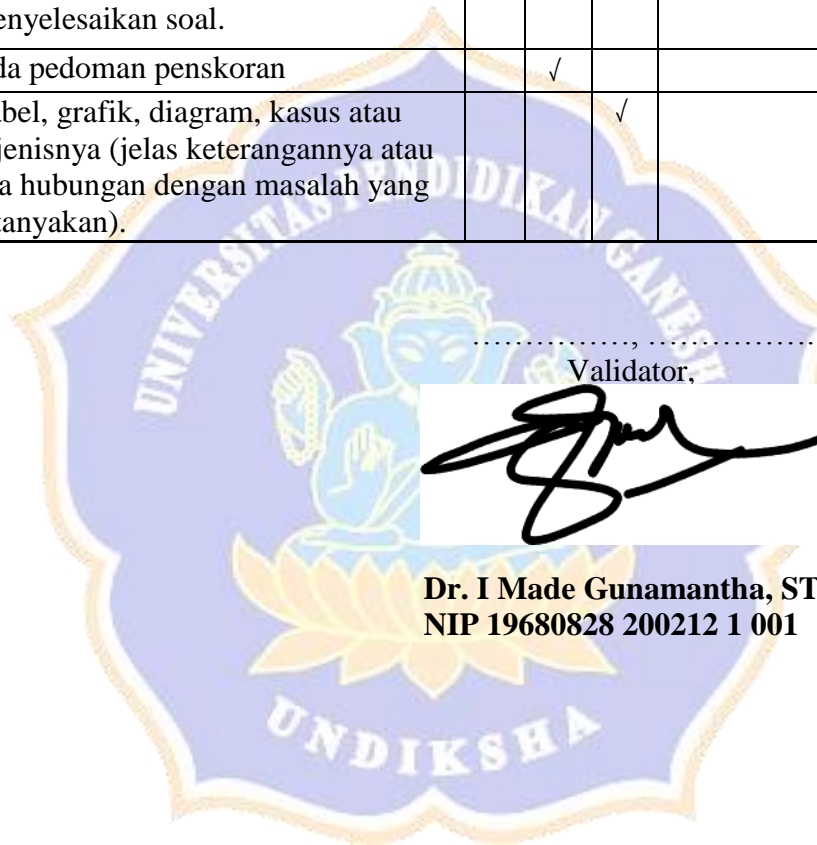 enyelesaikan soal.
da pedoman penskoran √
bel, grafik, diagram, kasus atau √
jenisnya (jelas keterangannya atau
a hubungan dengan masalah yang
tanyakan).
UNIVERSITAS PENDIDIKAN GANESH
……………, …………….
Validator,
Dr. I Made Gunamantha, ST
NIP 19680828 200212 1 001
UNDIKSHA